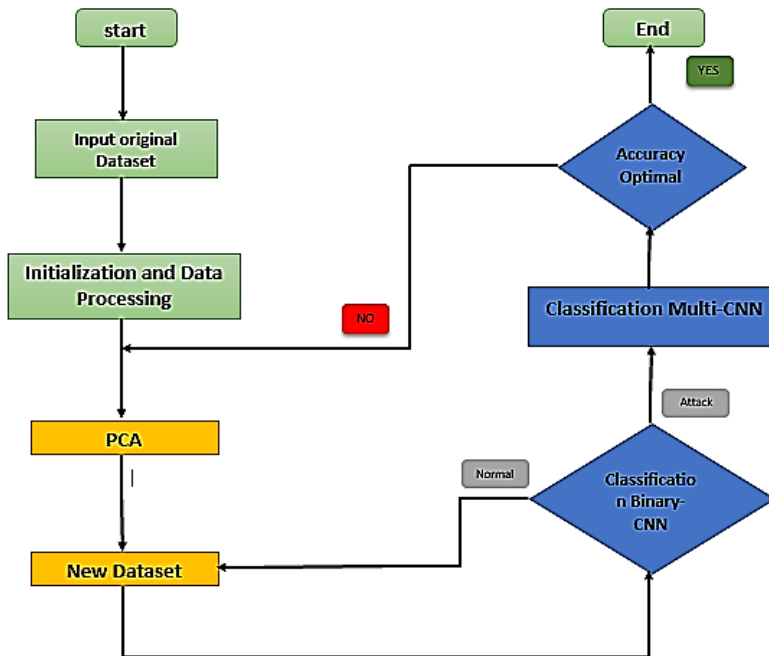 start
Input original
Dataset
Initialization and Data
Processing
PCA
New Dataset
Classificatio
n Binary-
CNN
Normal
Attack
Classification Multi-CNN
Accuracy
Optimal
NO
YES
End